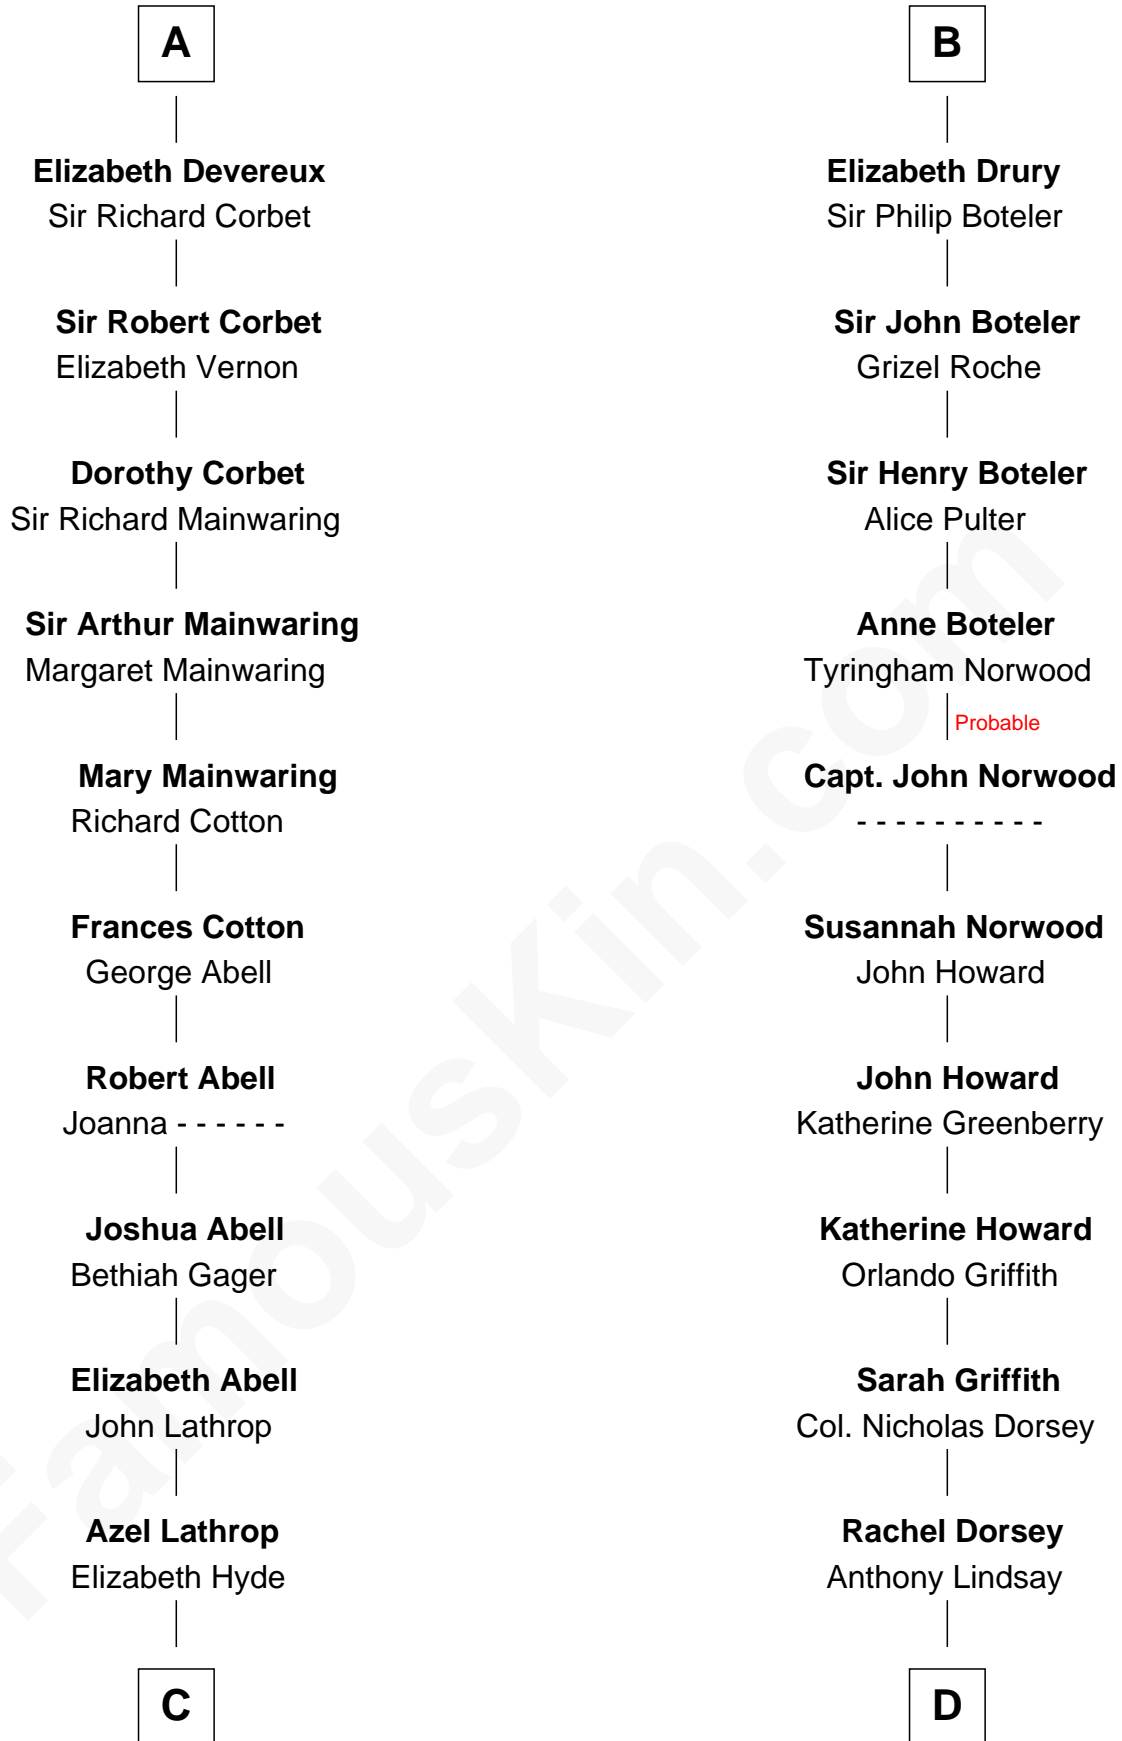 A
Elizabeth Devereux
Sir Richard Corbet
Sir Robert Corbet
Elizabeth Vernon
Dorothy Corbet
Sir Richard Mainwaring
Sir Arthur Mainwaring
Margaret Mainwaring
Mary Mainwaring
Richard Cotton
Frances Cotton
George Abell
Robert Abell
Joanna - - - - - -
Joshua Abell
Bethiah Gager
Elizabeth Abell
John Lathrop
Azel Lathrop
Elizabeth Hyde
C
B
Elizabeth Drury
Sir Philip Boteler
Sir John Boteler
Grizel Roche
Sir Henry Boteler
Alice Pulter
Anne Boteler
Tyringham Norwood
Probable
Capt. John Norwood
- - - - - - - - - -
Susannah Norwood
John Howard
John Howard
Katherine Greenberry
Katherine Howard
Orlando Griffith
Sarah Griffith
Col. Nicholas Dorsey
Rachel Dorsey
Anthony Lindsay
D
FamousKin.com